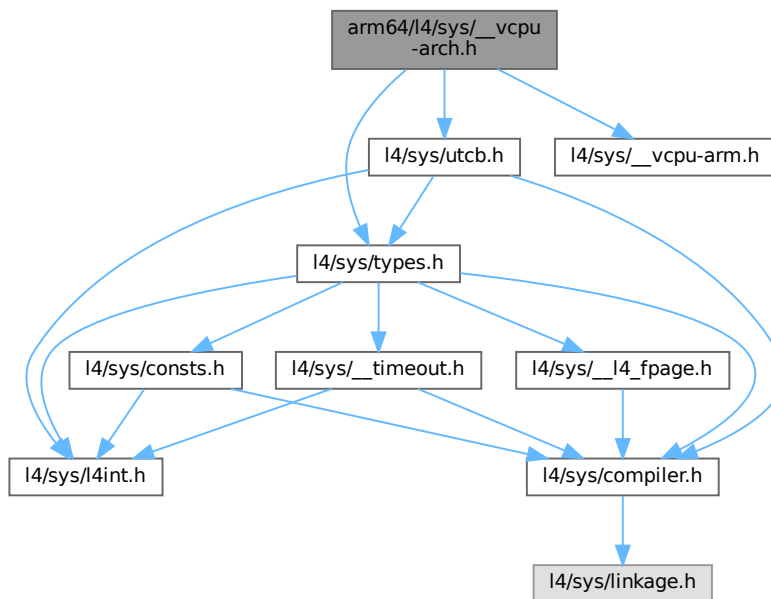 arm64/l4/sys/__vcpu
-arch.h
l4/sys/utcb.h
l4/sys/__vcpu-arm.h
l4/sys/types.h
l4/sys/consts.h
l4/sys/__timeout.h
l4/sys/__l4_fpage.h
l4/sys/l4int.h
l4/sys/compiler.h
l4/sys/linkage.h